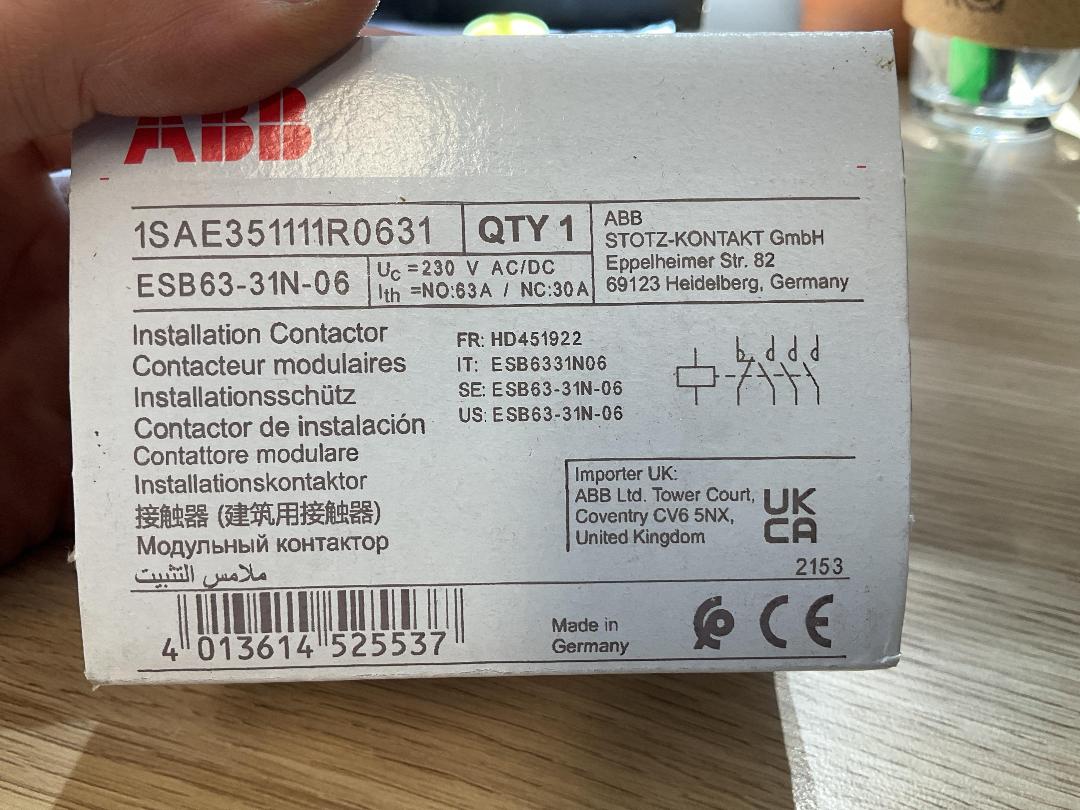 ABB
1SAE351111R0631
QTY 1
ESB63-31N-06
Uc =230 V AC/DC
Ith =NO:63A / NC:30A
ABB
STOTZ-KONTAKT GmbH
Eppelheimer Str. 82
69123 Heidelberg, Germany
Installation Contactor
Contacteur modulaires
Installationsschütz
Contactor de instalación
Contattore modulare
Installationskontaktor
接触器 (建筑用接触器)
Модульный контактор
ملامس التثبيت
FR: HD451922
IT: ESB6331N06
SE: ESB63-31N-06
US: ESB63-31N-06
Importer UK:
ABB Ltd. Tower Court,
Coventry CV6 5NX,
United Kingdom
UK
CA
2153
4 013614 525537
Made in
Germany
CE